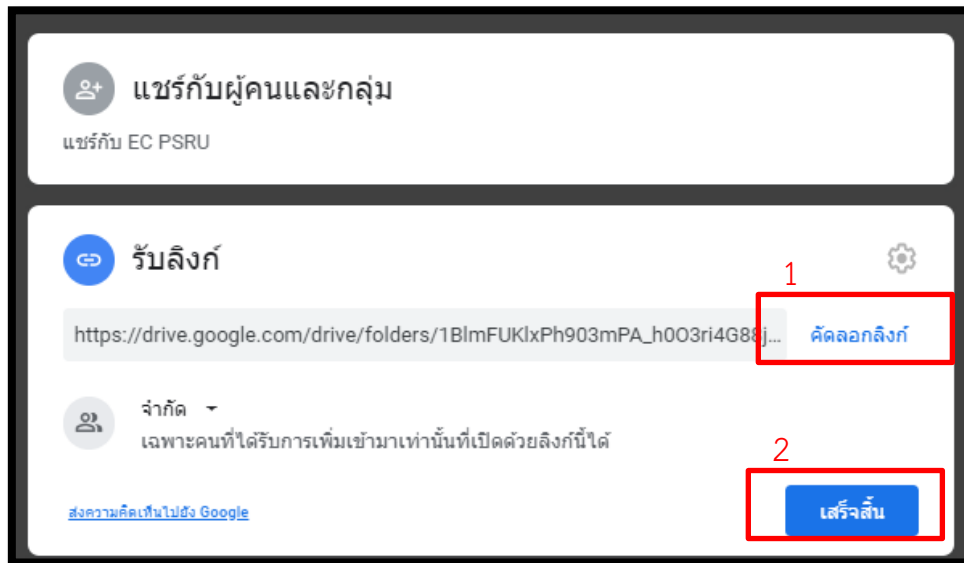 แชร์กับผู้คนและกลุ่ม
แชร์กับ EC PSRU
รับลิงก์
1
https://drive.google.com/drive/folders/1BlmFUKlxPh903mPA_h0O3ri4G88j... คัดลอกลิงก์
จำกัด
เฉพาะคนที่ได้รับการเพิ่มเข้ามาเท่านั้นที่เปิดด้วยลิงก์นี้ได้
2
ส่งความคิดเห็นไปยัง Google เสร็จสิ้น